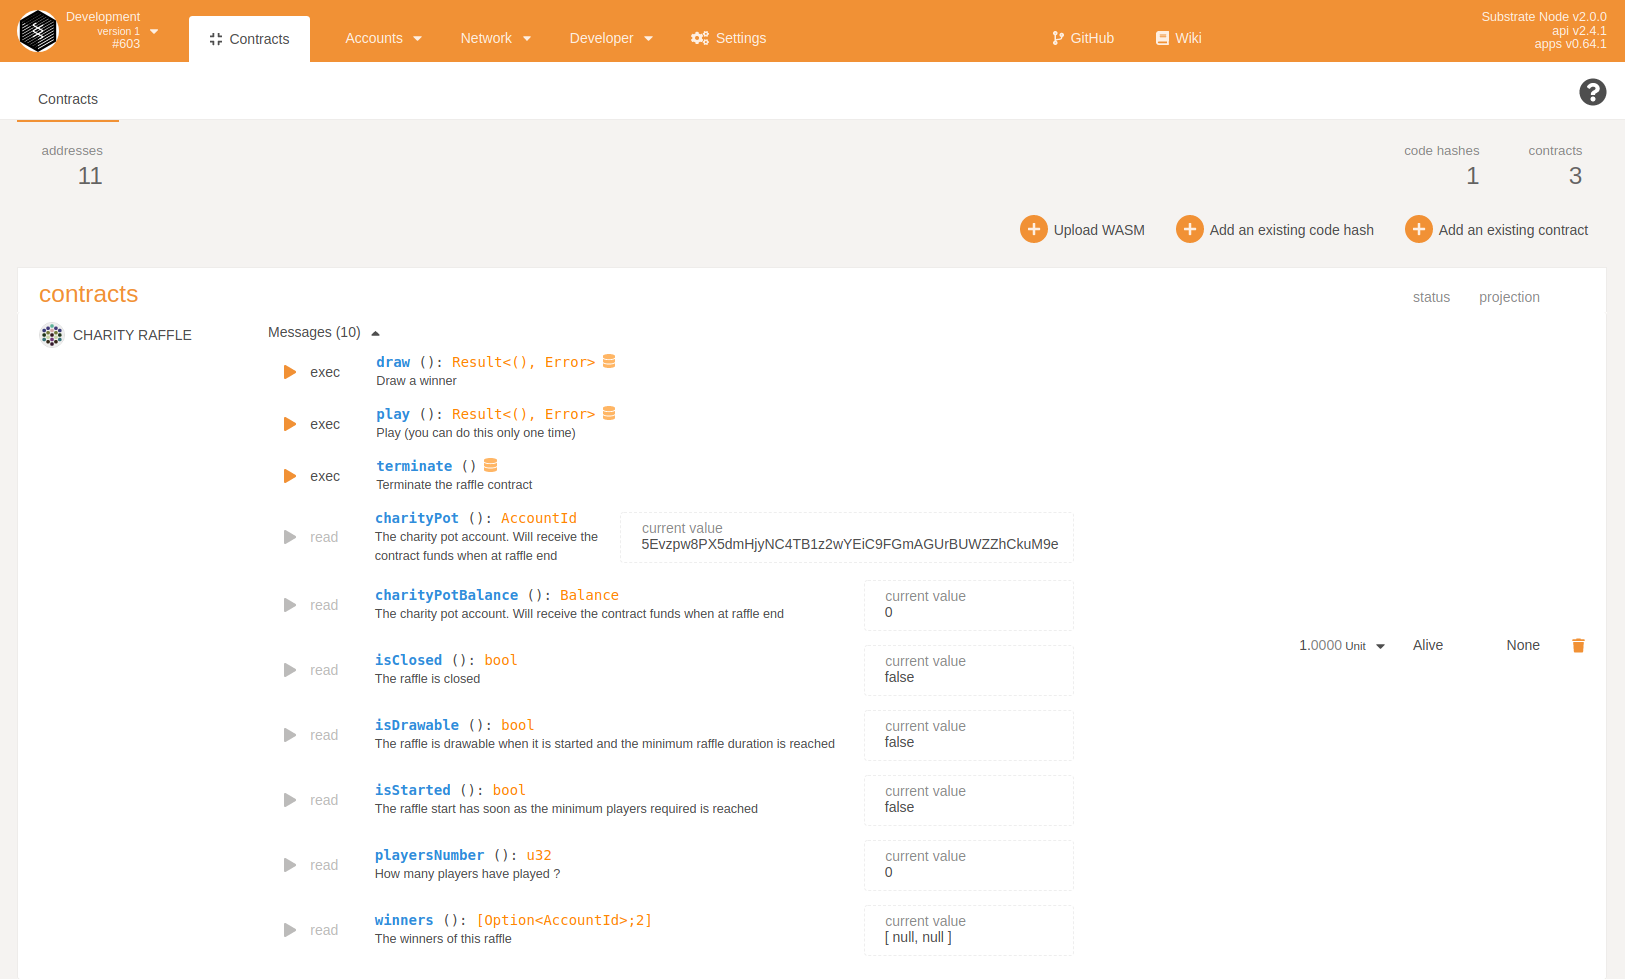 Development
version 1
#603
Contracts
Accounts
Network
Developer
Settings
GitHub
Wiki
Substrate Node v2.0.0
api v2.4.1
apps v0.64.1
Contracts
addresses
11
code hashes
1
contracts
3
Upload WASM
Add an existing code hash
Add an existing contract
contracts
status
projection
CHARITY RAFFLE
Messages (10)
exec
draw (): Result<(), Error>
Draw a winner
exec
play (): Result<(), Error>
Play (you can do this only one time)
exec
terminate ()
Terminate the raffle contract
read
charityPot (): AccountId
The charity pot account. Will receive the
contract funds when at raffle end
current value
5Evzpw8PX5dmHjyNC4TB1z2wYEiC9FGmAGUrBUWZZhCkuM9e
read
charityPotBalance (): Balance
The charity pot account. Will receive the contract funds when at raffle end
current value
0
read
isClosed (): bool
The raffle is closed
current value
false
1.0000 Unit
Alive
None
read
isDrawable (): bool
The raffle is drawable when it is started and the minimum raffle duration is reached
current value
false
read
isStarted (): bool
The raffle start has soon as the minimum players required is reached
current value
false
read
playersNumber (): u32
How many players have played ?
current value
0
read
winners (): [Option<AccountId>;2]
The winners of this raffle
current value
[ null, null ]